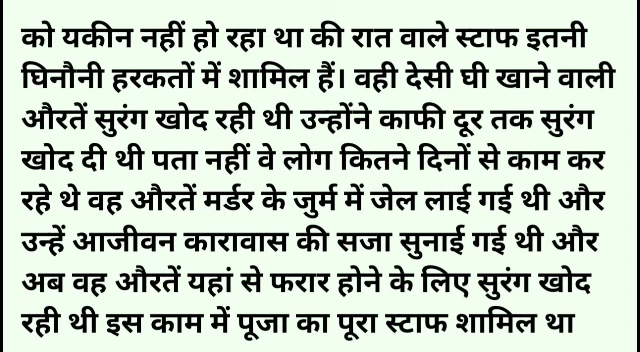 को यकीन नहीं हो रहा था की रात वाले स्टाफ इतनी
घिनौनी हरकतों में शामिल हैं। वही देसी घी खाने वाली
औरतें सुरंग खोद रही थी उन्होंने काफी दूर तक सुरंग
खोद दी थी पता नहीं वे लोग कितने दिनों से काम कर
रहे थे वह औरतें मर्डर के जुर्म में जेल लाई गई थी और
उन्हें आजीवन कारावास की सजा सुनाई गई थी और
अब वह औरतें यहां से फरार होने के लिए सुरंग खोद
रही थी इस काम में पूजा का पूरा स्टाफ शामिल था